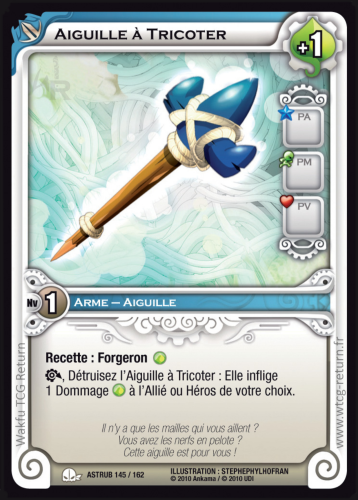 AIGUILLE À TRICOTER
+1
PA
PM
PV
Nv 1 ARME – AIGUILLE
Recette : Forgeron
, Détruisez l'Aiguille à Tricoter : Elle inflige
1 Dommage à l'Allié ou Héros de votre choix.
Il n'y a que les mailles qui vous aillent ?
Vous avez les nerfs en pelote ?
Cette aiguille est pour vous !
ASTRUB 145 / 162
ILLUSTRATION : STEPHEPHYLHOFRAN
© 2010 Ankama / © 2010 UDI
Wakfu TCG Return
www.wtcg-return.fr